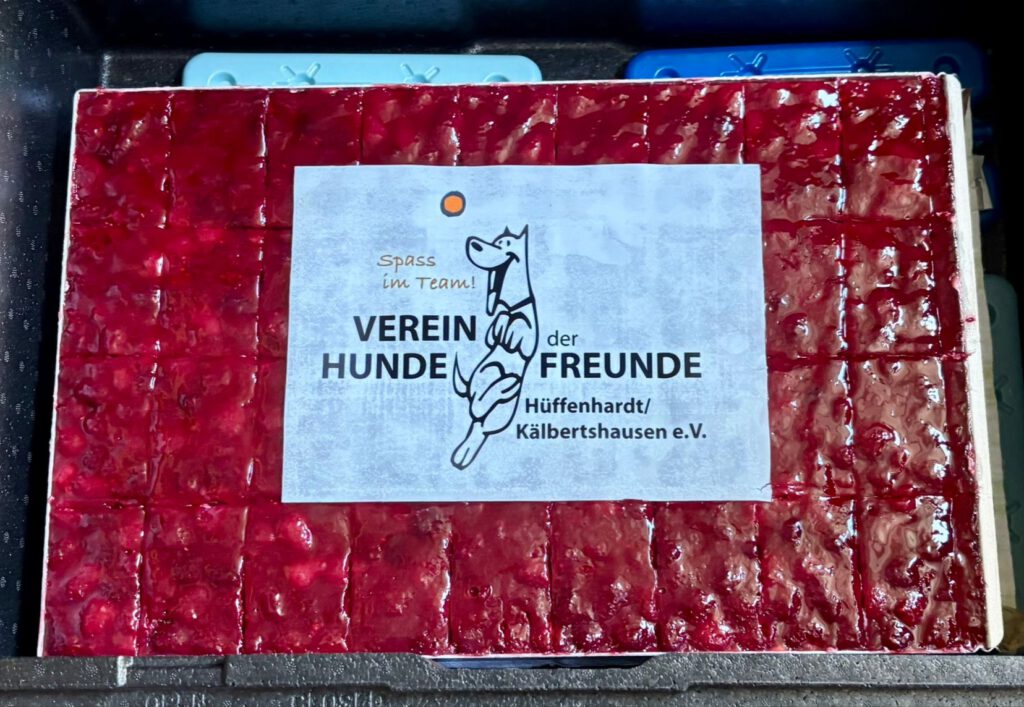 Spass
im Team!
VEREIN der
HUNDE FREUNDE
Hüffenhardt/
Kälbertshausen e.V.